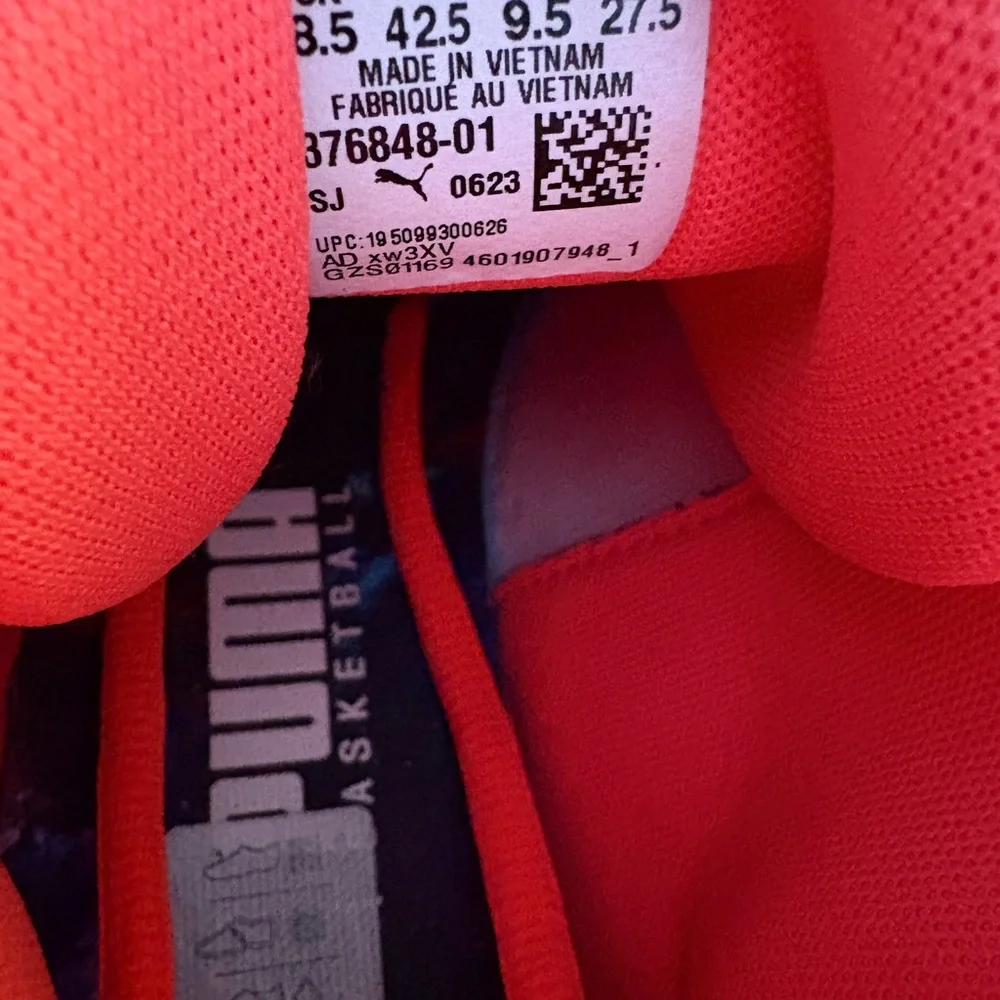 8.5 42.5 9.5 27.5
MADE IN VIETNAM
FABRIQUÉ AU VIETNAM
376848-01
SJ 0623
UPC:195099300626
AD xw3XV
GZS01169 4601907948_1
PUMA
BASKETBALL